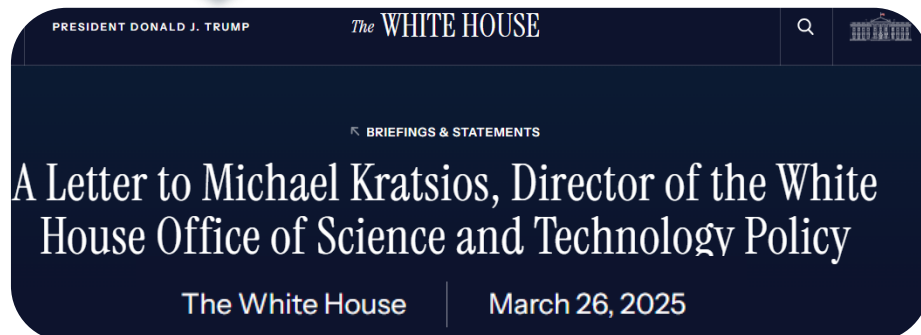 PRESIDENT DONALD J. TRUMP
The WHITE HOUSE
BRIEFINGS & STATEMENTS
A Letter to Michael Kratsios, Director of the White
House Office of Science and Technology Policy
The White House
March 26, 2025